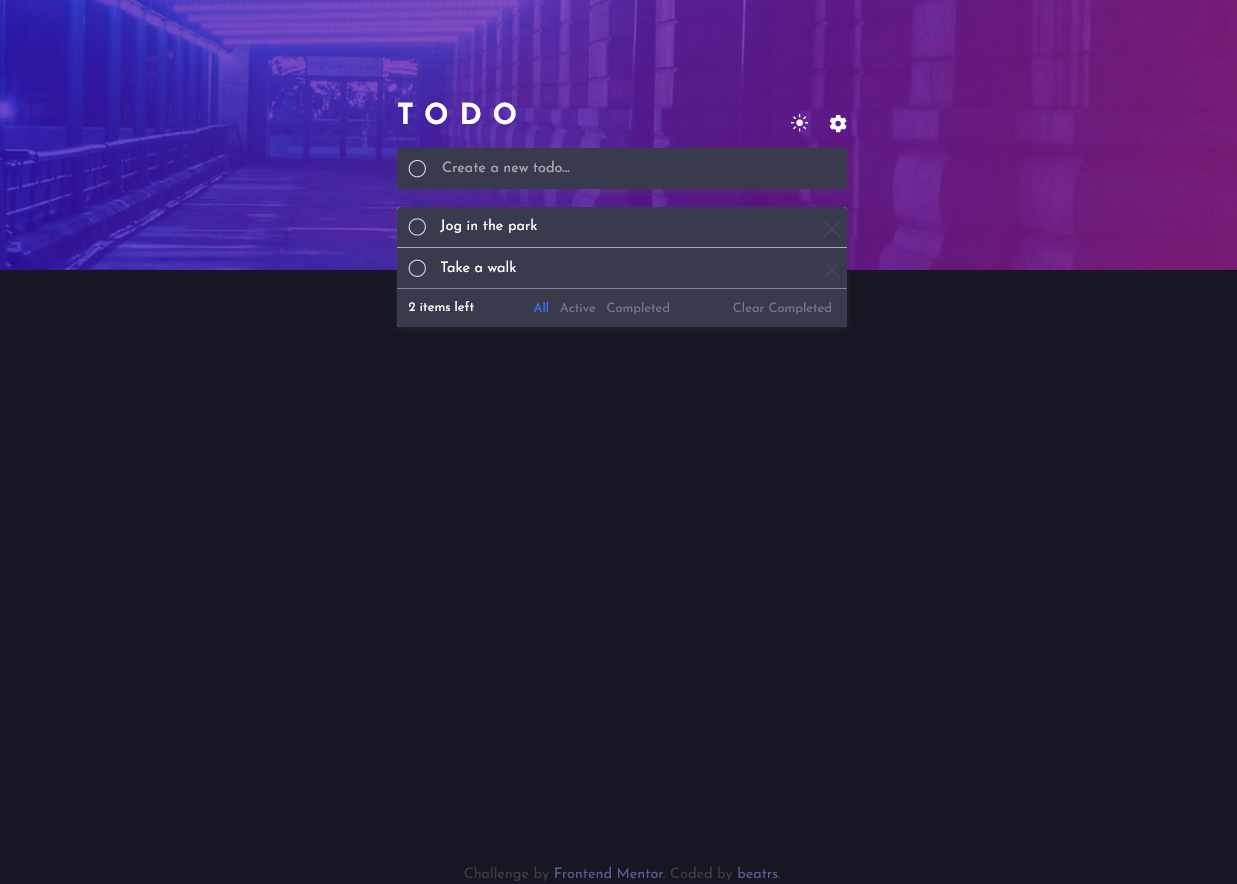 TODO
Create a new todo...
Jog in the park
Take a walk
2 items left All Active Completed Clear Completed
Challenge by Frontend Mentor. Coded by beatrs.